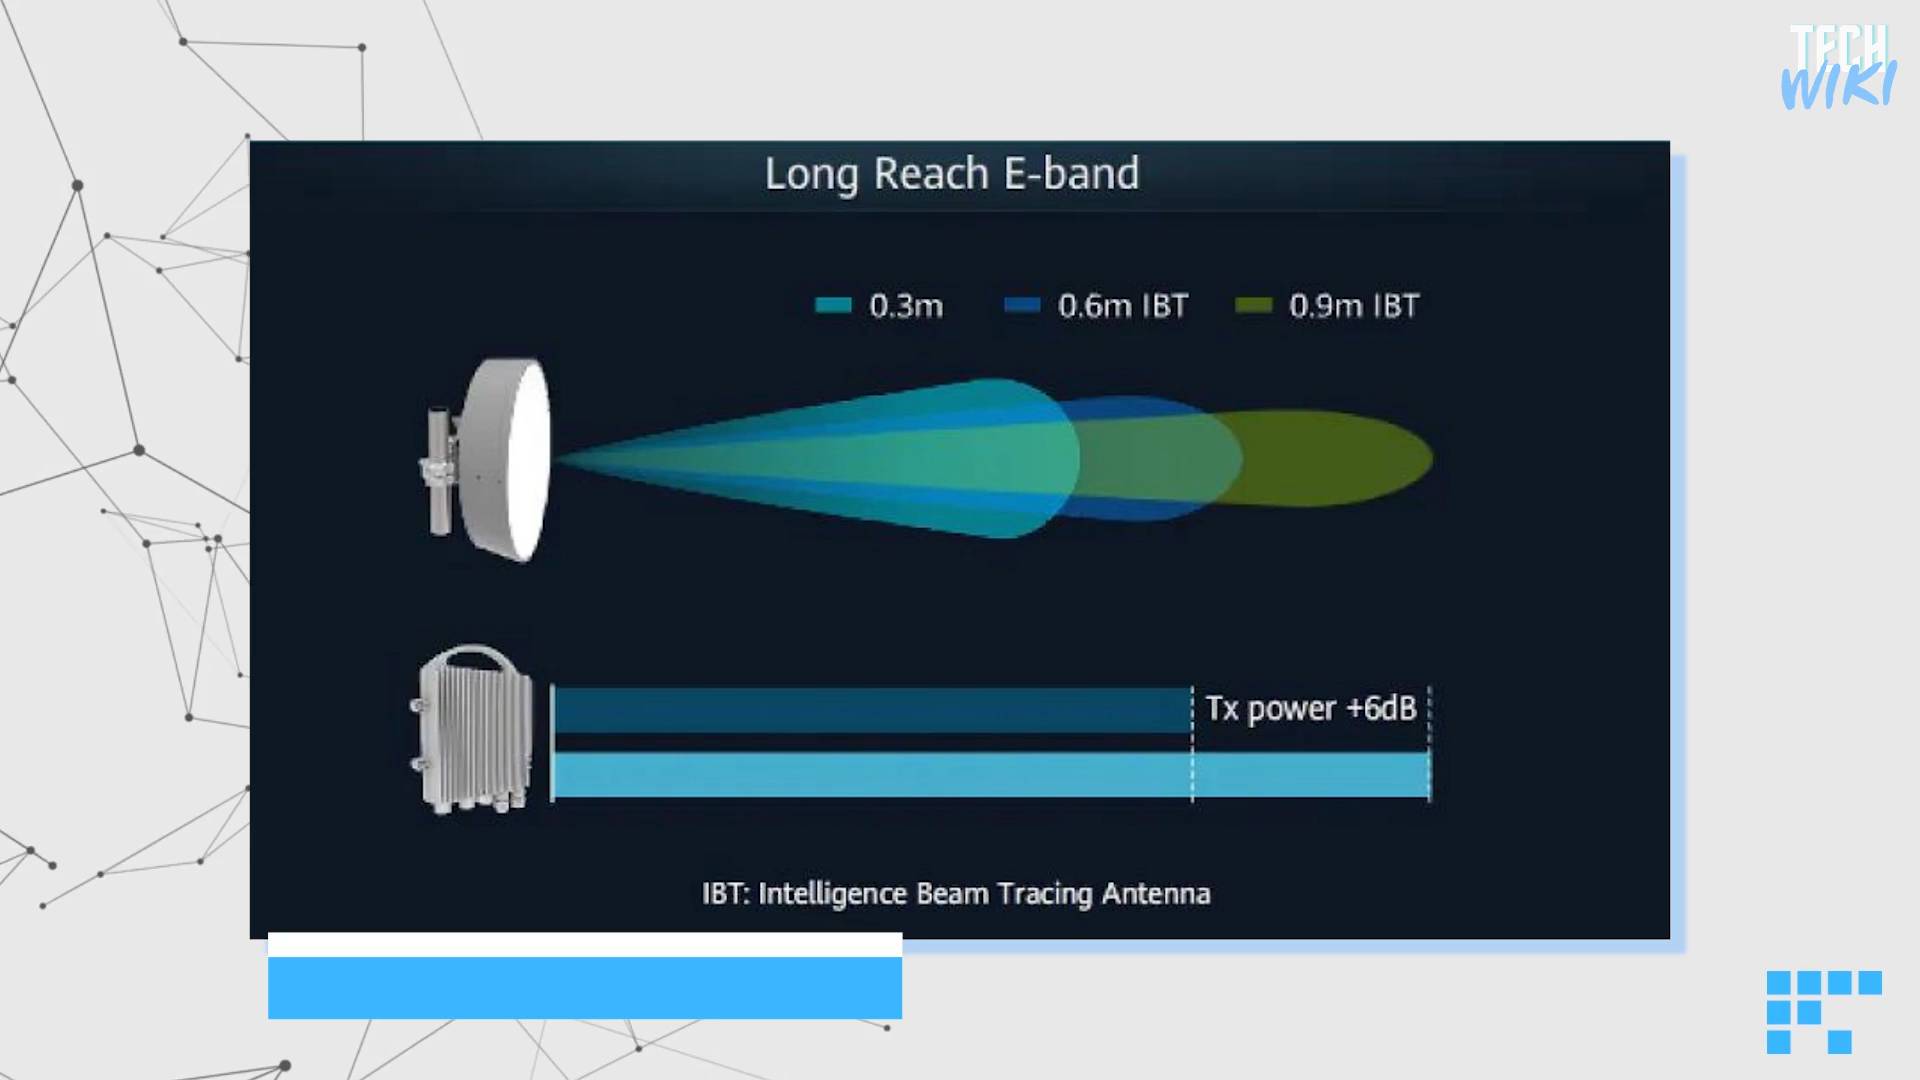 TECH
WIKI
Long Reach E-band
0.3m
0.6m IBT
0.9m IBT
Tx power +6dB
IBT: Intelligence Beam Tracing Antenna